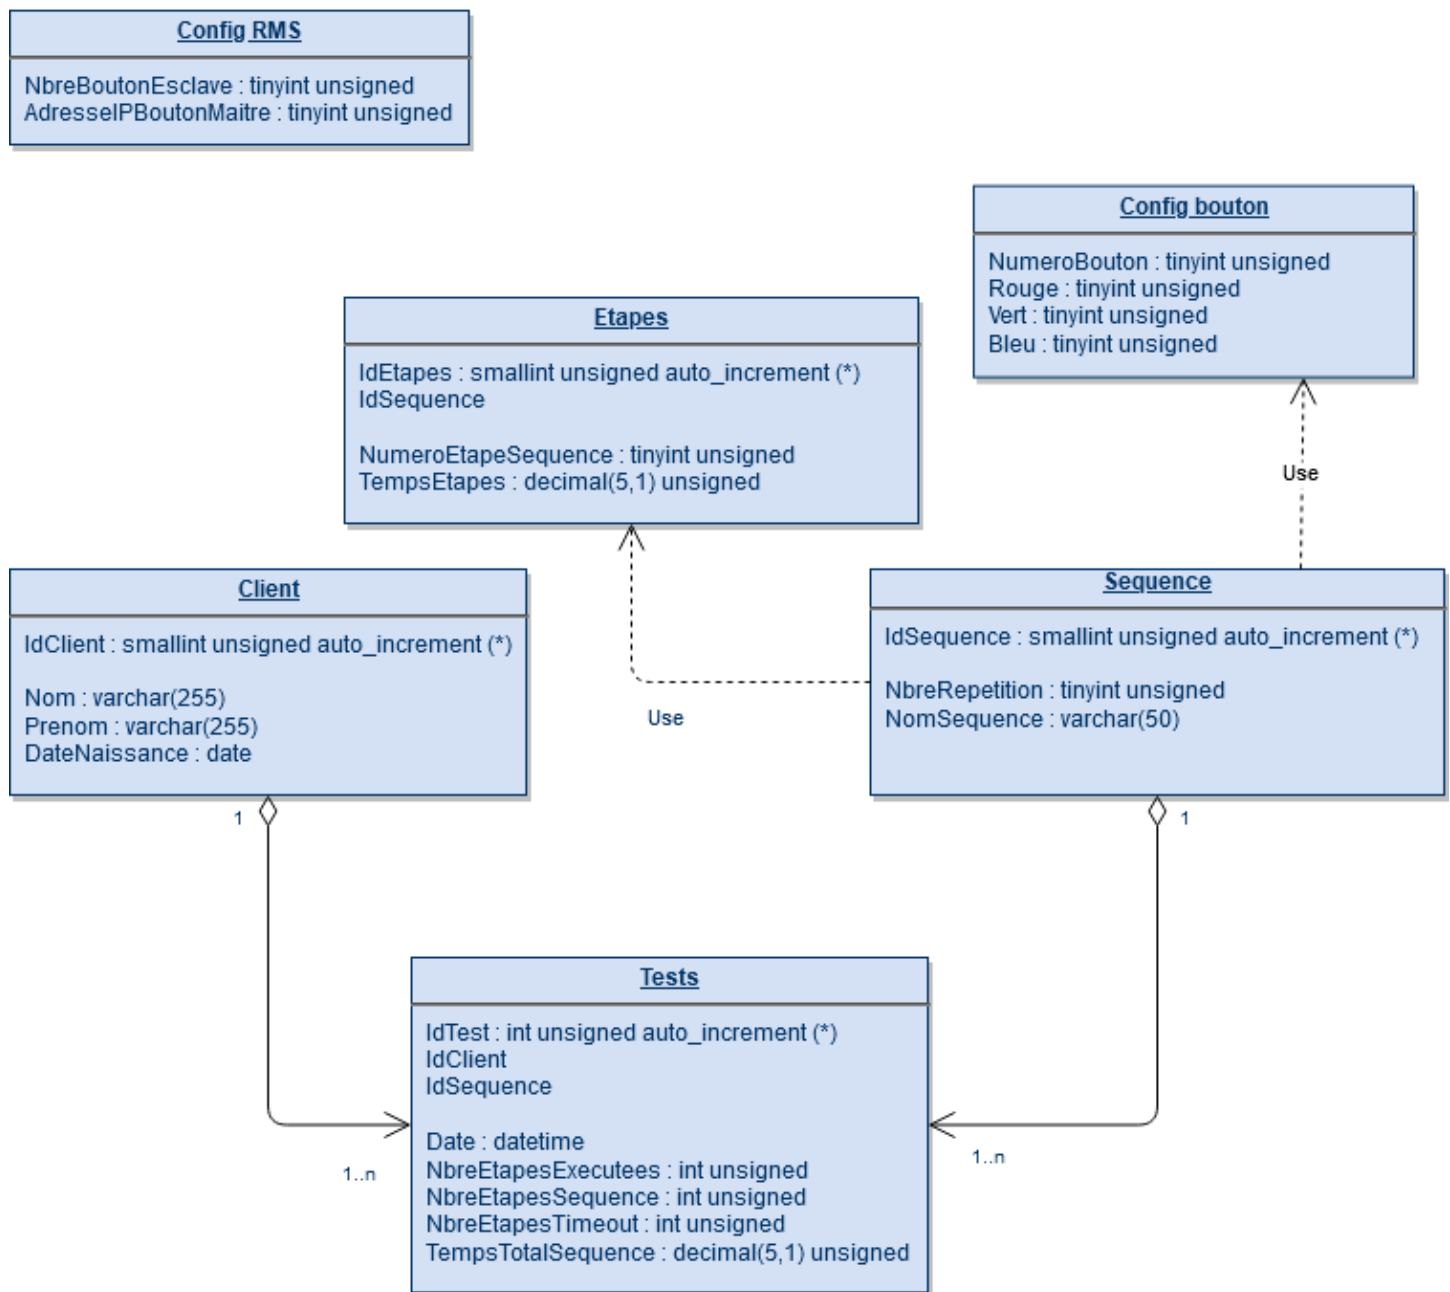 Config RMS
NbreBoutonEsclave : tinyint unsigned
AdresseIPBoutonMaitre : tinyint unsigned
Config bouton
NumeroBouton : tinyint unsigned
Rouge : tinyint unsigned
Vert : tinyint unsigned
Bleu : tinyint unsigned
Etapes
IdEtapes : smallint unsigned auto_increment (*)
IdSequence
NumeroEtapeSequence : tinyint unsigned
TempsEtapes : decimal(5,1) unsigned
Use
Client
IdClient : smallint unsigned auto_increment (*)
Nom : varchar(255)
Prenom : varchar(255)
DateNaissance : date
Use
Sequence
IdSequence : smallint unsigned auto_increment (*)
NbreRepetition : tinyint unsigned
NomSequence : varchar(50)
1
1
Tests
IdTest : int unsigned auto_increment (*)
IdClient
IdSequence
Date : datetime
NbreEtapesExecutees : int unsigned
NbreEtapesSequence : int unsigned
NbreEtapesTimeout : int unsigned
TempsTotalSequence : decimal(5,1) unsigned
1..n
1..n